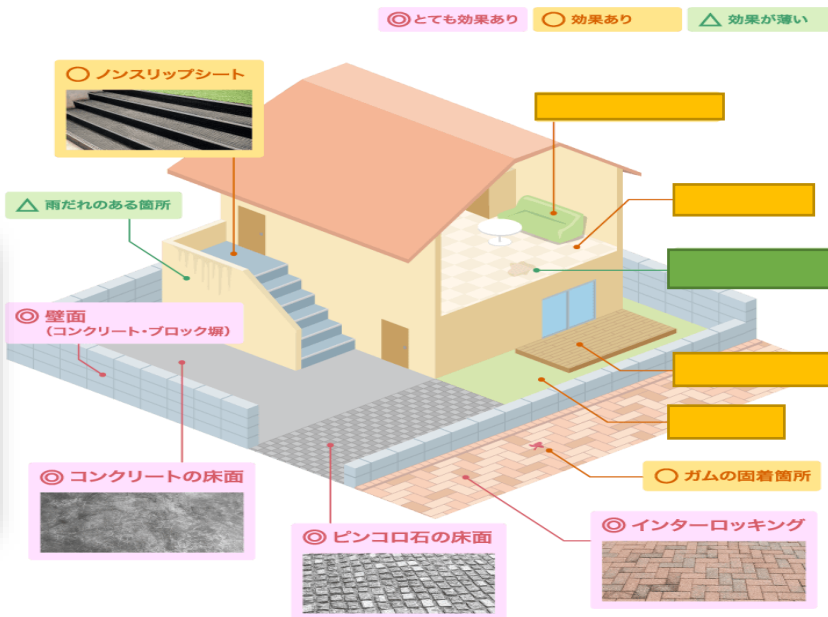 ◎とても効果あり
○ 効果あり
△ 効果が薄い
○ ノンスリップシート
△ 雨だれのある箇所
◎ 壁面
(コンクリート・ブロック塀)
◎ コンクリートの床面
◎ ピンコロ石の床面
○ ガムの固着箇所
◎ インターロッキング